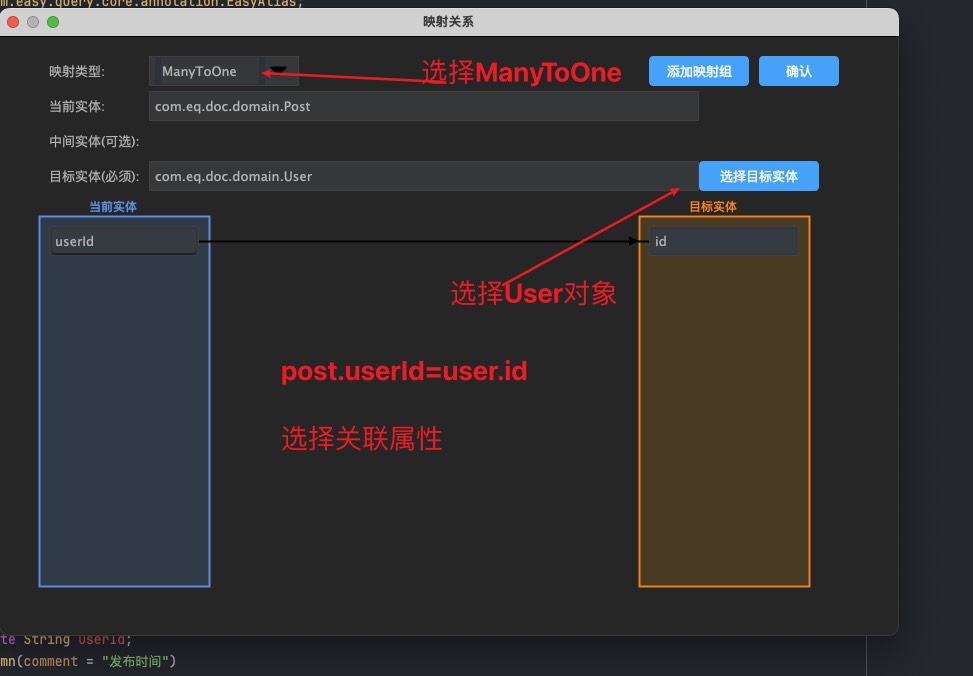 m.easy.query.core.annotation.EasyAlias;
映射关系
映射类型: ManyToOne 选择ManyToOne 添加映射组 确认
当前实体: com.eq.doc.domain.Post
中间实体(可选):
目标实体(必须): com.eq.doc.domain.User 选择目标实体
当前实体 目标实体
userId id
选择User对象
post.userId=user.id
选择关联属性
te String userId;
mn(comment = "发布时间")